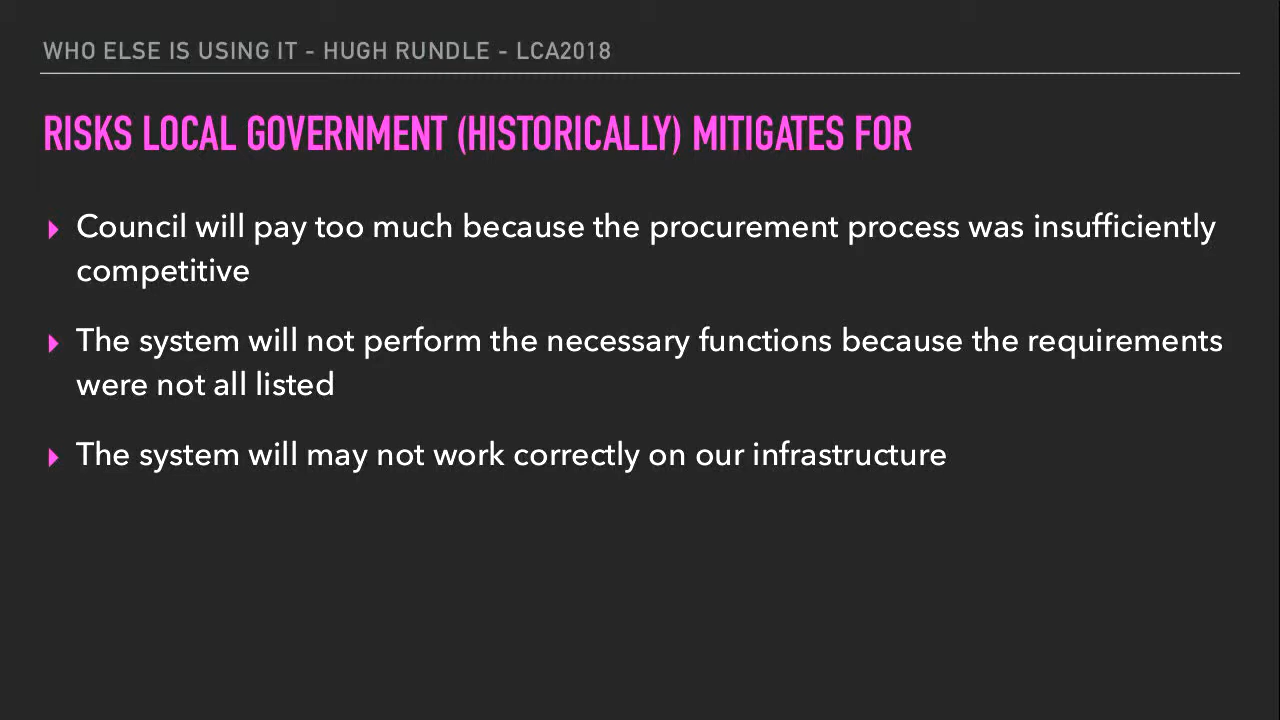 WHO ELSE IS USING IT - HUGH RUNDLE - LCA2018
RISKS LOCAL GOVERNMENT (HISTORICALLY) MITIGATES FOR
Council will pay too much because the procurement process was insufficiently
competitive
The system will not perform the necessary functions because the requirements
were not all listed
The system will may not work correctly on our infrastructure